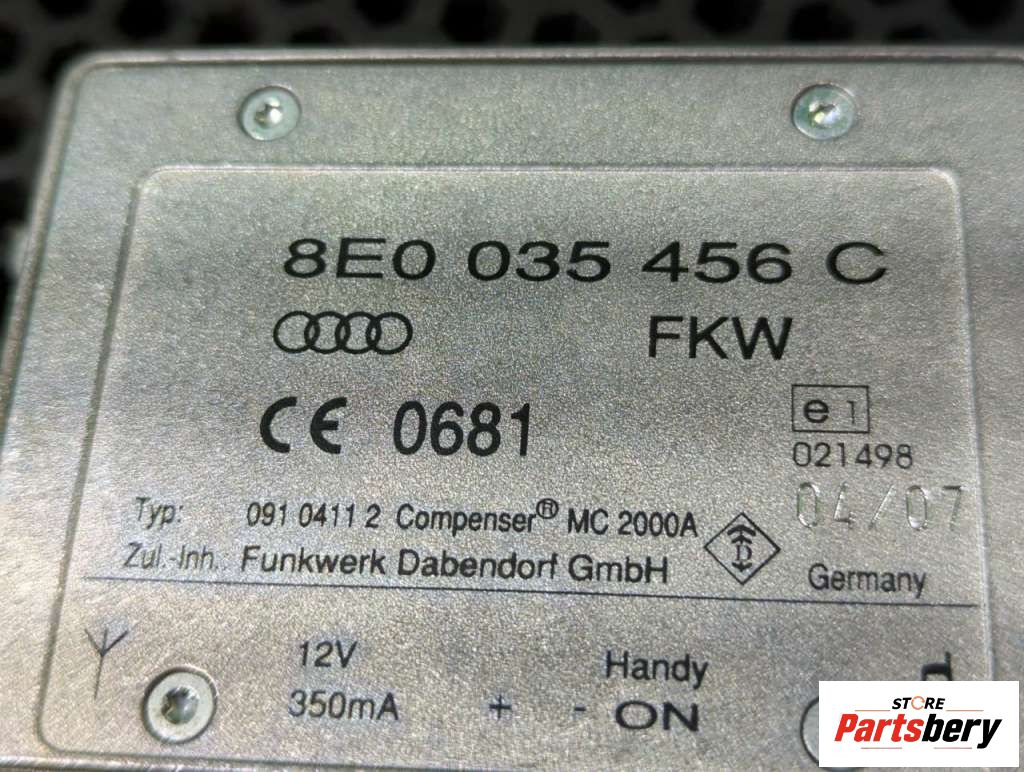 8E0 035 456 C
FKW
CE 0681
e 1
021498
04/07
Typ: 091 0411 2 Compenser® MC 2000A
Zul.-Inh.: Funkwerk Dabendorf GmbH
D
Germany
12V
350mA
+ -
Handy
ON
STORE
Partsbery